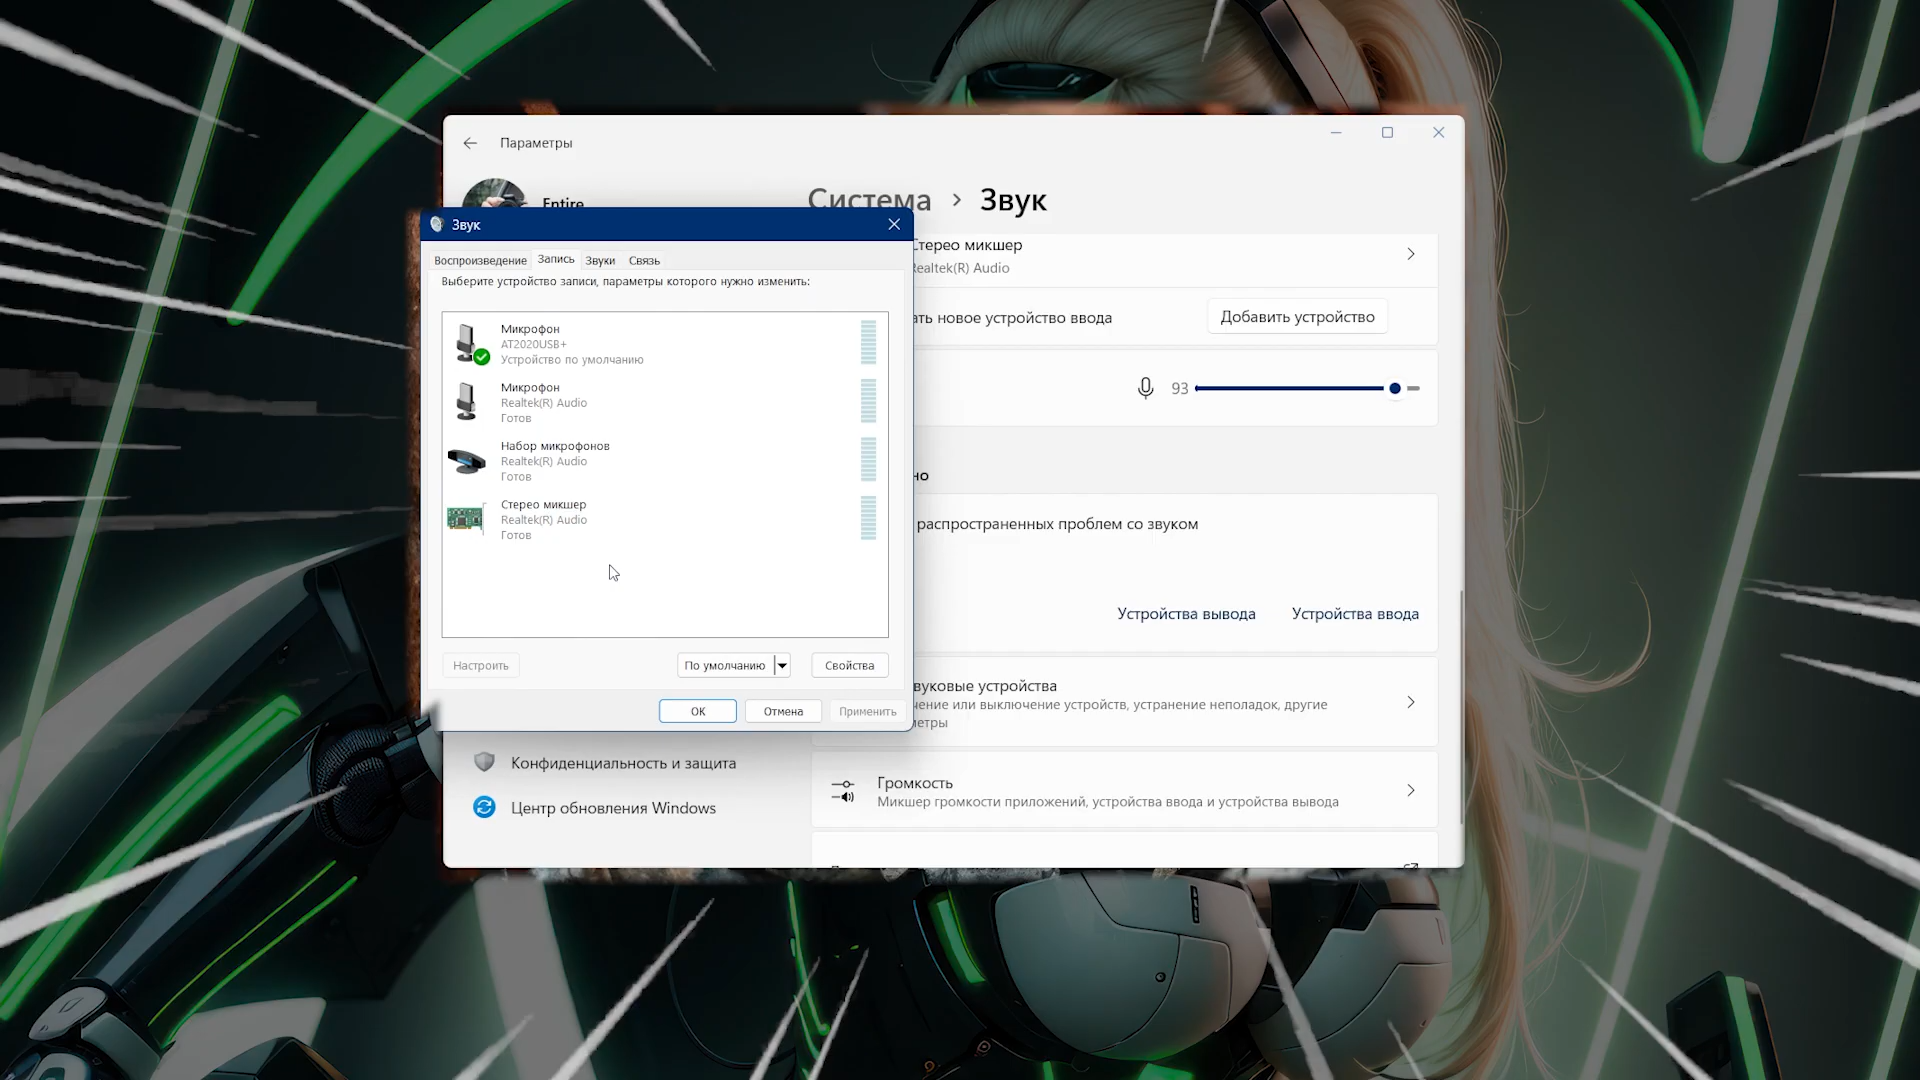 Параметры
Entire
Система > Звук
Звук
Воспроизведение Запись Звуки Связь
Выберите устройство записи, параметры которого нужно изменить:
Микрофон
AT2020USB+
Устройство по умолчанию
Микрофон
Realtek(R) Audio
Готов
Набор микрофонов
Realtek(R) Audio
Готов
Стерео микшер
Realtek(R) Audio
Готов
Настроить
По умолчанию
Свойства
ОК
Отмена
Применить
Стерео микшер
Realtek(R) Audio
ать новое устройство ввода
Добавить устройство
93
но
распространенных проблем со звуком
Устройства вывода
Устройства ввода
вуковые устройства
чение или выключение устройств, устранение неполадок, другие
метры
Громкость
Микшер громкости приложений, устройства ввода и устройства вывода
Конфиденциальность и защита
Центр обновления Windows